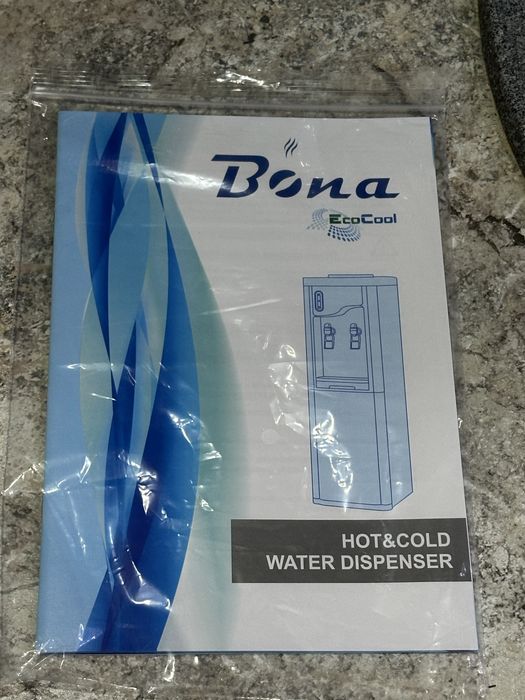 Bona
EcoCool
HOT&COLD
WATER DISPENSER